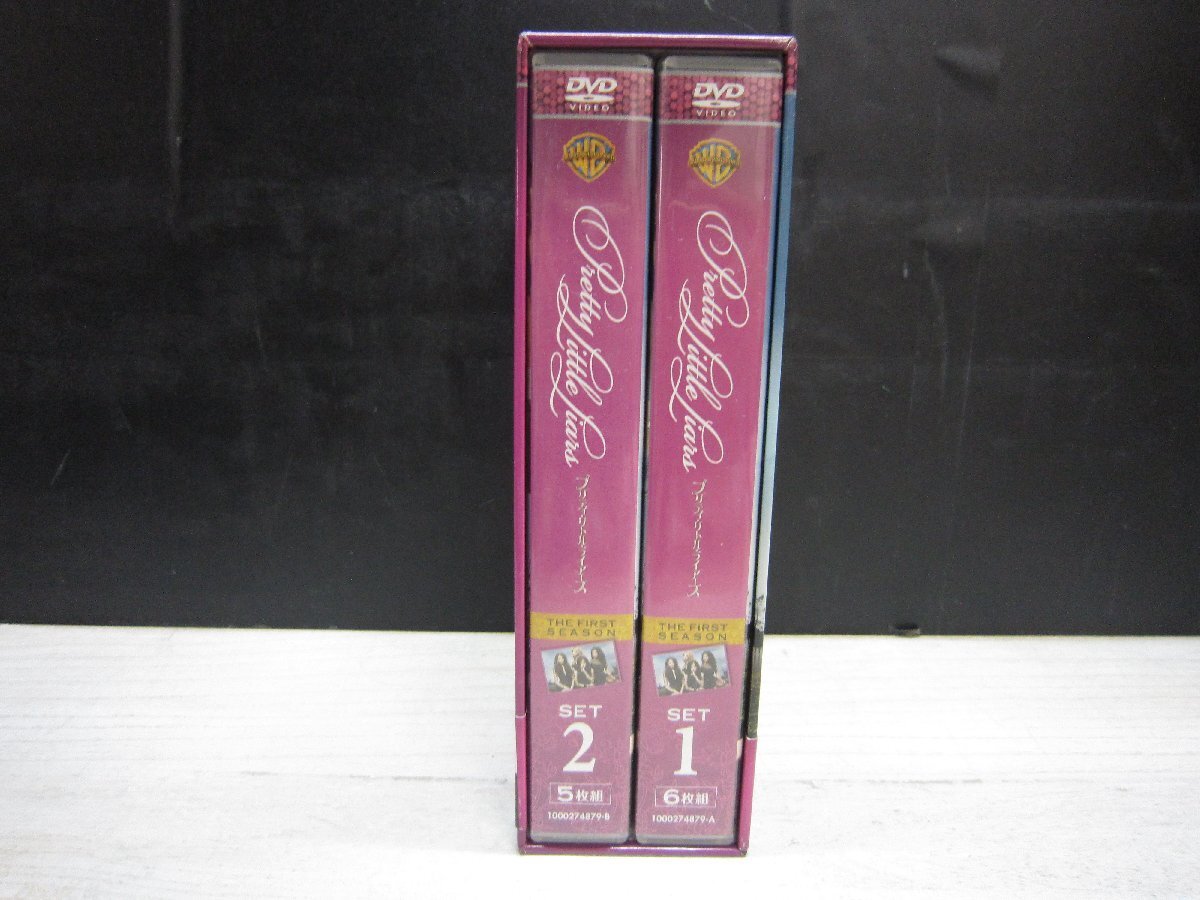 DVD
VIDEO
WB
Pretty Little Liars
プリティ・リトル・ライアーズ
THE FIRST
SEASON
SET
2
5枚組
1000274879-B
DVD
VIDEO
WB
Pretty Little Liars
プリティ・リトル・ライアーズ
THE FIRST
SEASON
SET
1
6枚組
1000274879-A